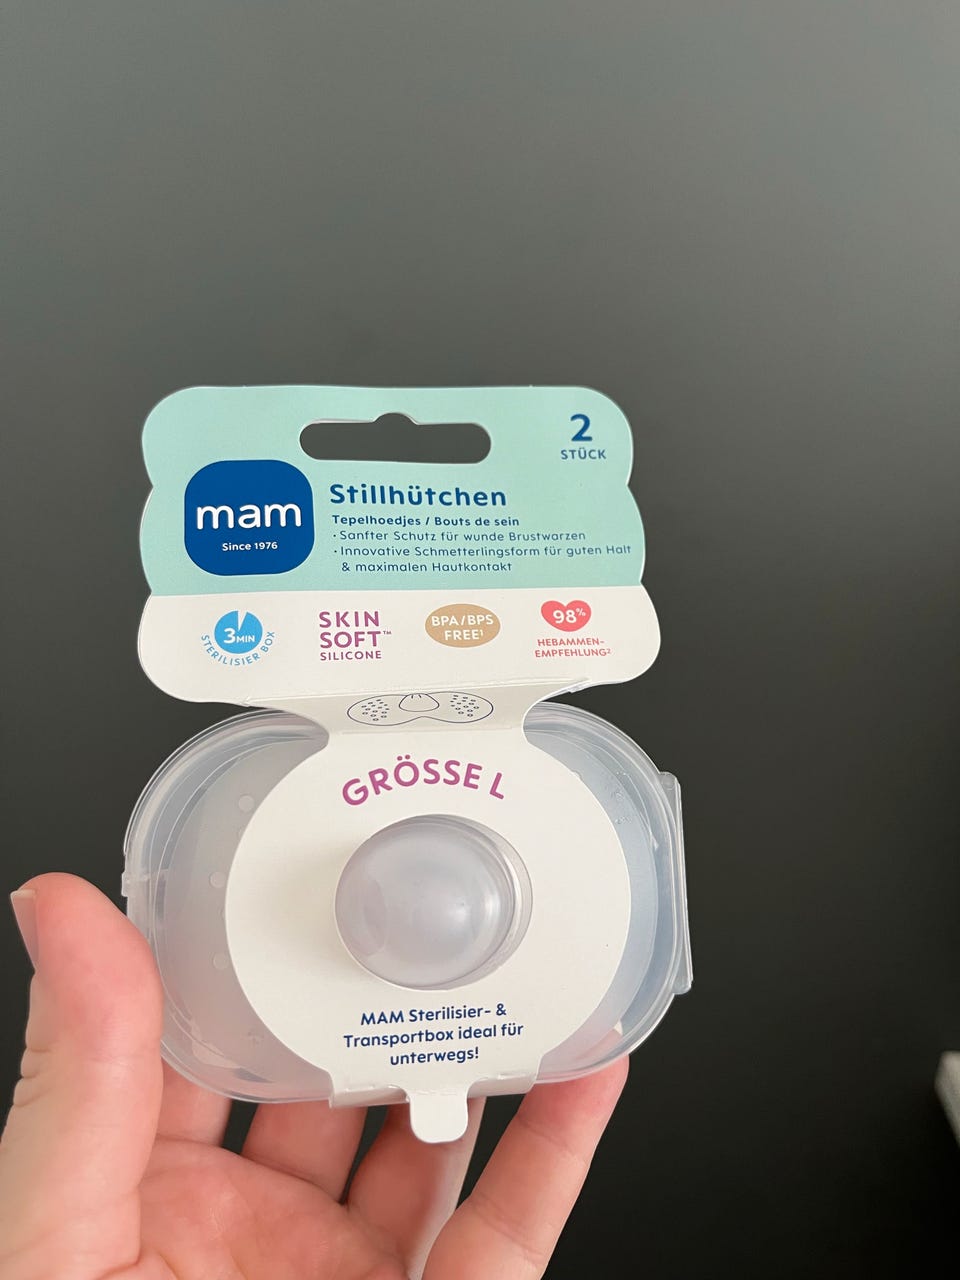 2
STÜCK
mam
Since 1976
Stillhütchen
Tepelhoedjes / Bouts de sein
· Sanfter Schutz für wunde Brustwarzen
· Innovative Schmetterlingsform für guten Halt
& maximalen Hautkontakt
3 MIN
STERILISIER BOX
SKIN
SOFT™
SILICONE
BPA/BPS
FREE¹
98%
HEBAMMEN-
EMPFEHLUNG²
GRÖSSE L
MAM Sterilisier- &
Transportbox ideal für
unterwegs!